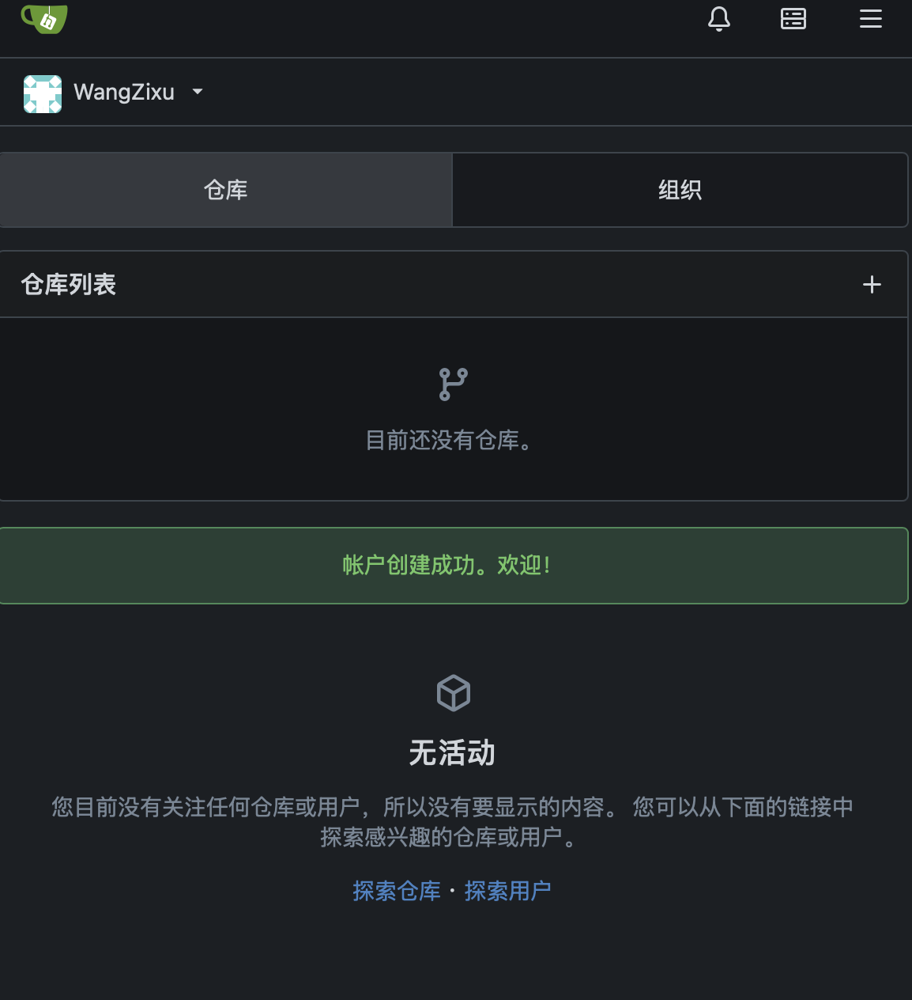 WangZixu
仓库
组织
仓库列表
目前还没有仓库。
帐户创建成功。欢迎！
无活动
您目前没有关注任何仓库或用户，所以没有要显示的内容。 您可以从下面的链接中
探索感兴趣的仓库或用户。
探索仓库 · 探索用户